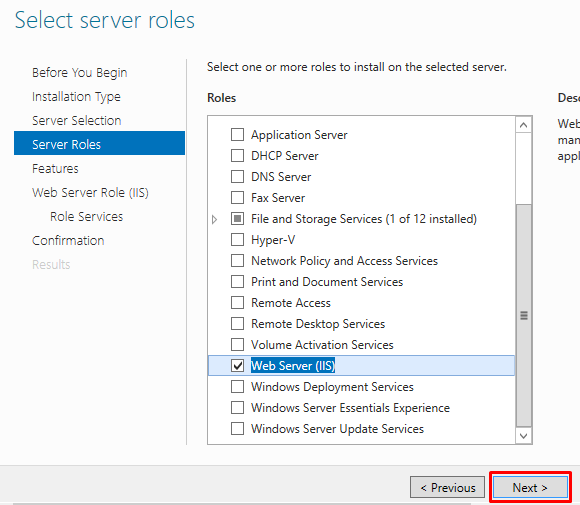 Select server roles
Before You Begin
Installation Type
Server Selection
Server Roles
Features
Web Server Role (IIS)
Role Services
Confirmation
Results
Select one or more roles to install on the selected server.
Roles
Application Server
DHCP Server
DNS Server
Fax Server
File and Storage Services (1 of 12 installed)
Hyper-V
Network Policy and Access Services
Print and Document Services
Remote Access
Remote Desktop Services
Volume Activation Services
Web Server (IIS)
Windows Deployment Services
Windows Server Essentials Experience
Windows Server Update Services
Des
Web
man
appl
< Previous
Next >